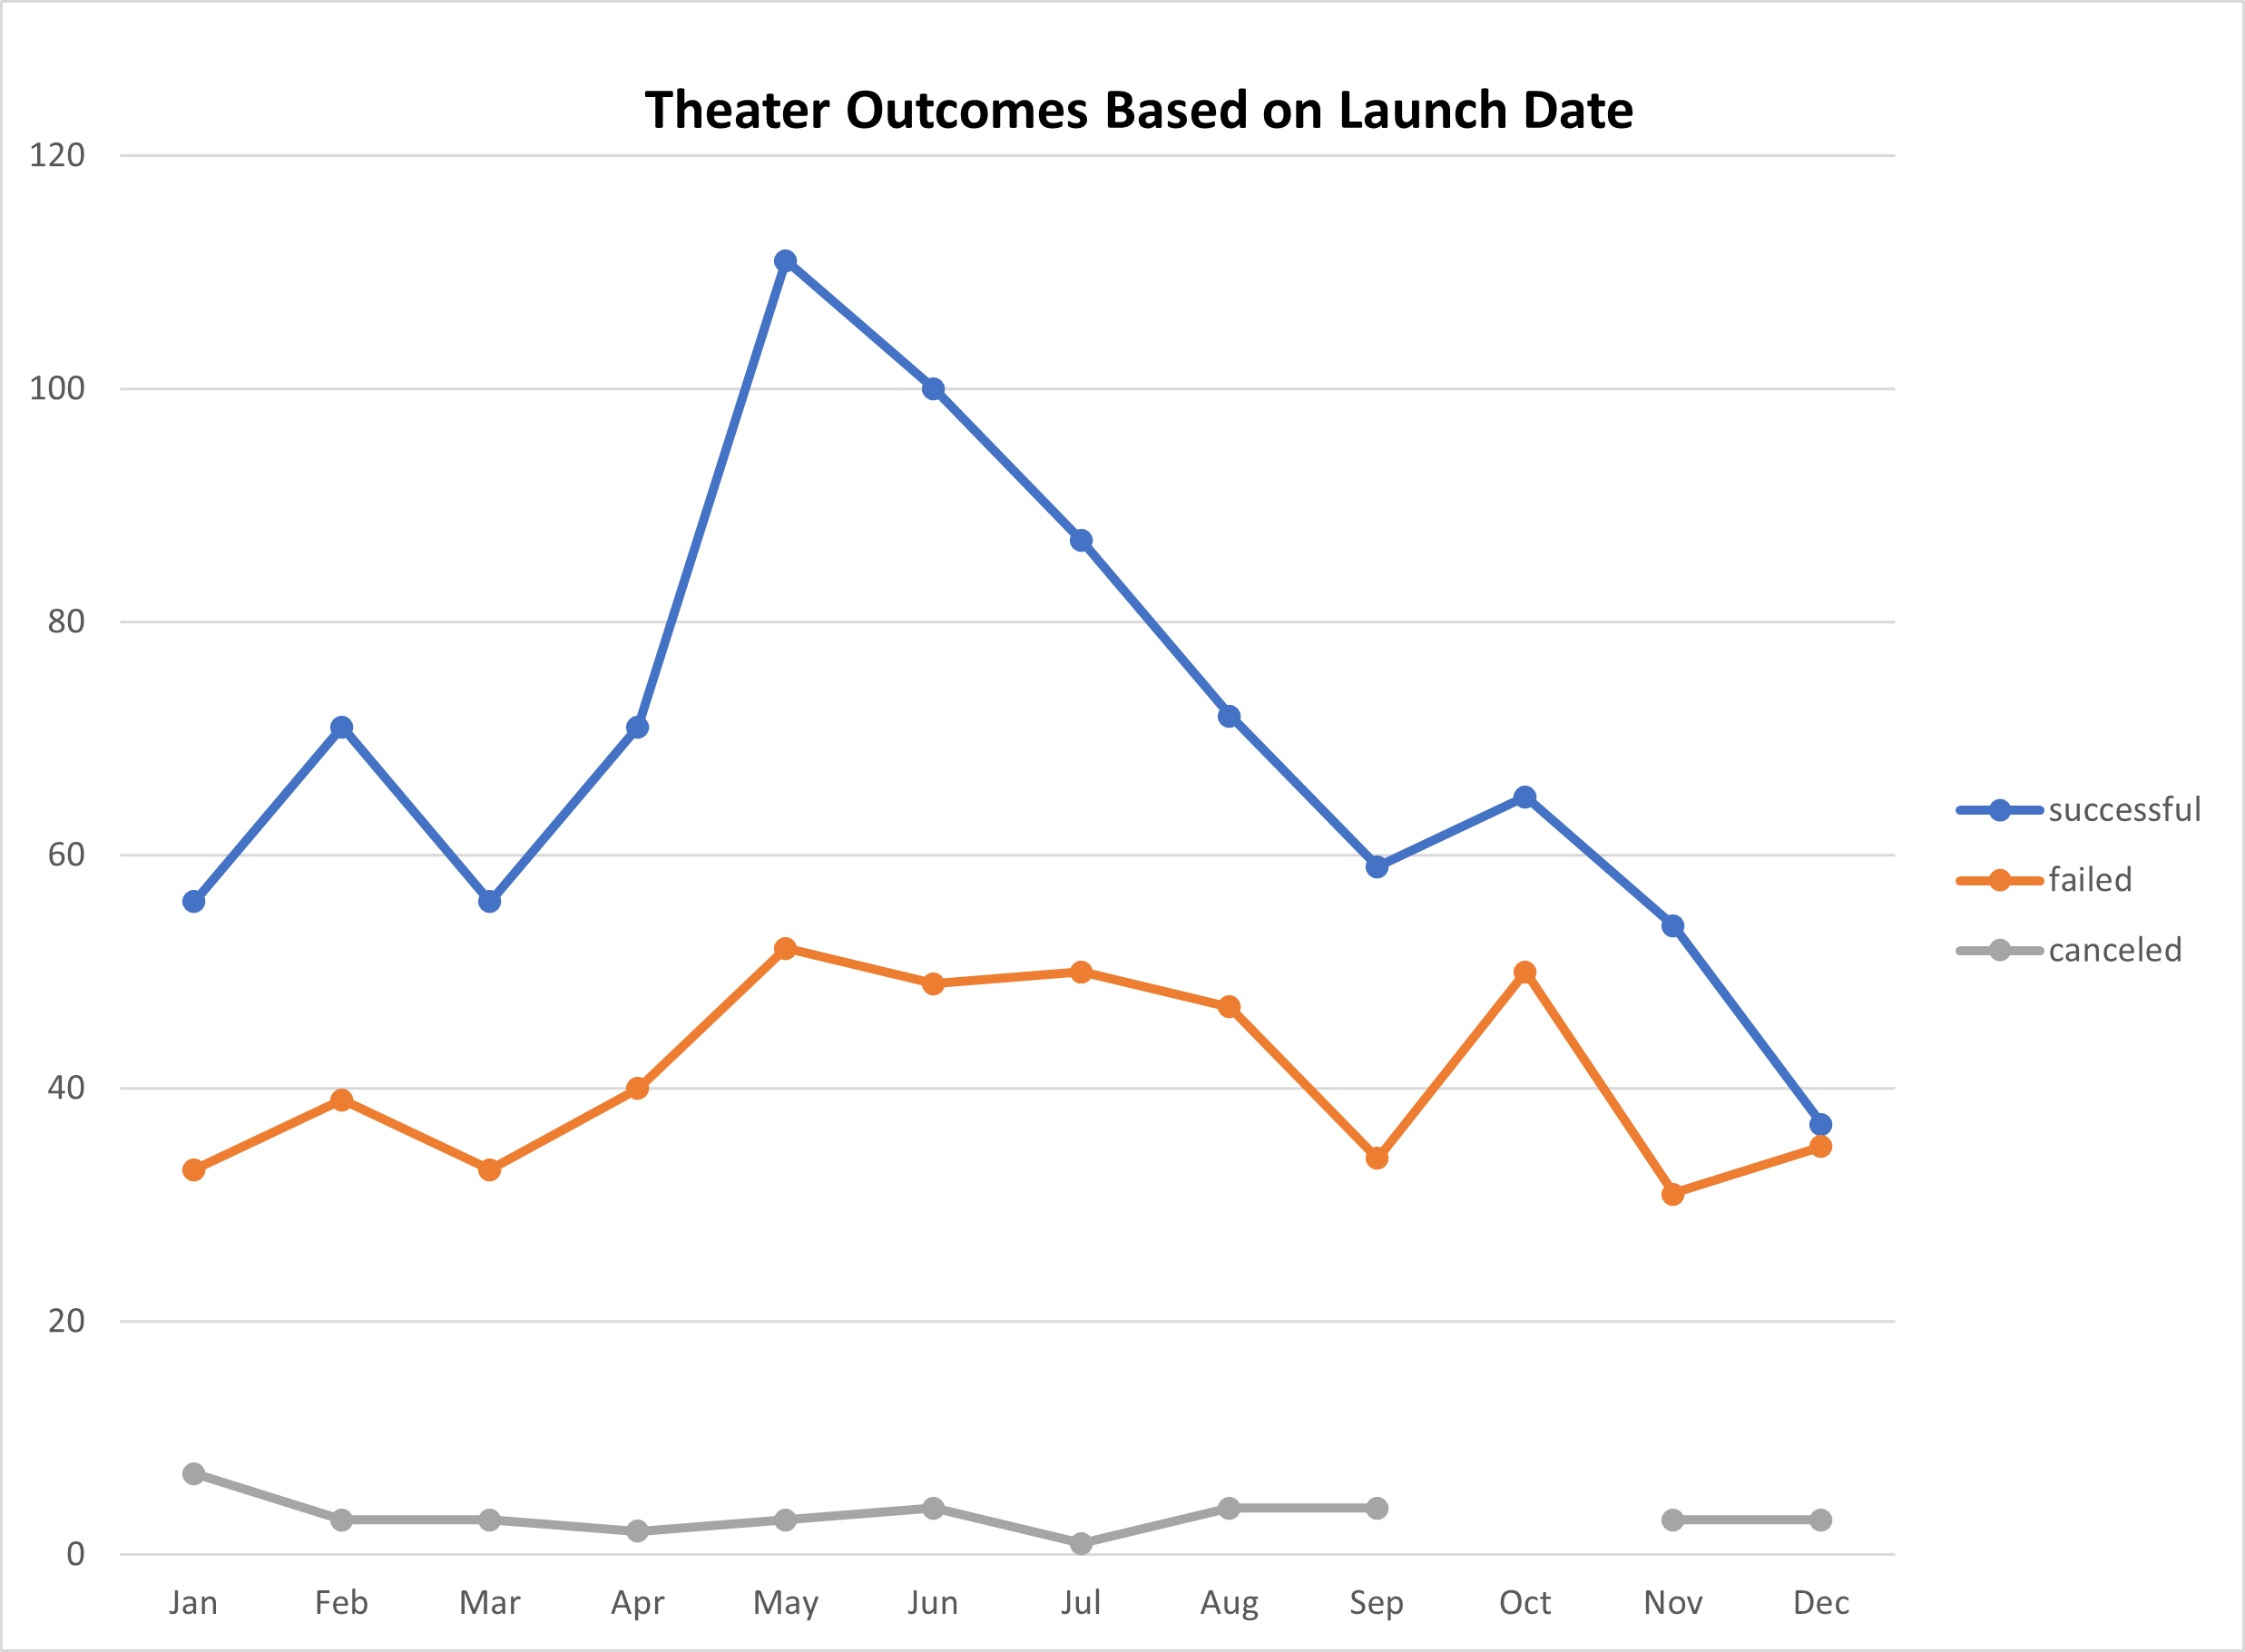 Theater Outcomes Based on Launch Date
120
100
80
60
40
20
0
Jan Feb Mar Apr May Jun Jul Aug Sep Oct Nov Dec
successful
failed
canceled